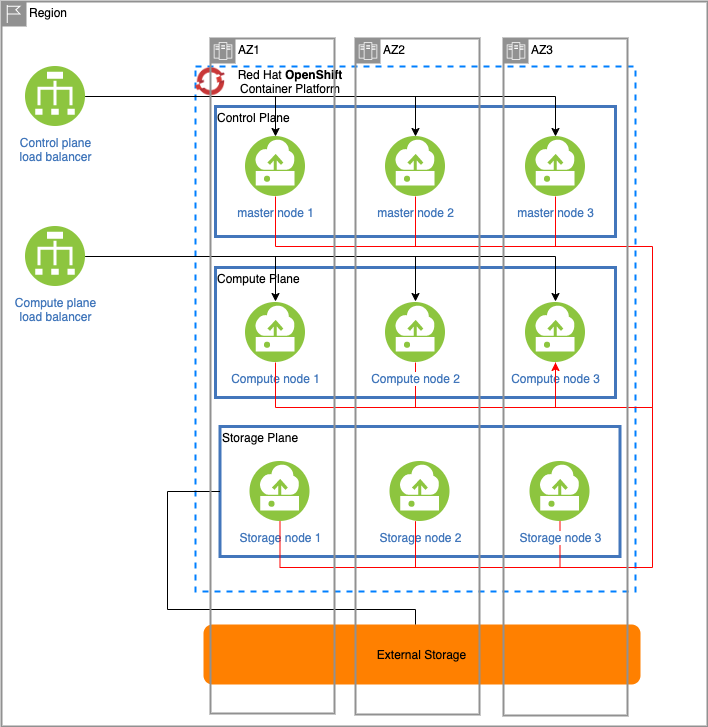 Region
AZ1
AZ2
AZ3
Red Hat OpenShift
Container Platform
Control Plane
Control plane
load balancer
master node 1
master node 2
master node 3
Compute Plane
Compute plane
load balancer
Compute node 1
Compute node 2
Compute node 3
Storage Plane
Storage node 1
Storage node 2
Storage node 3
External Storage